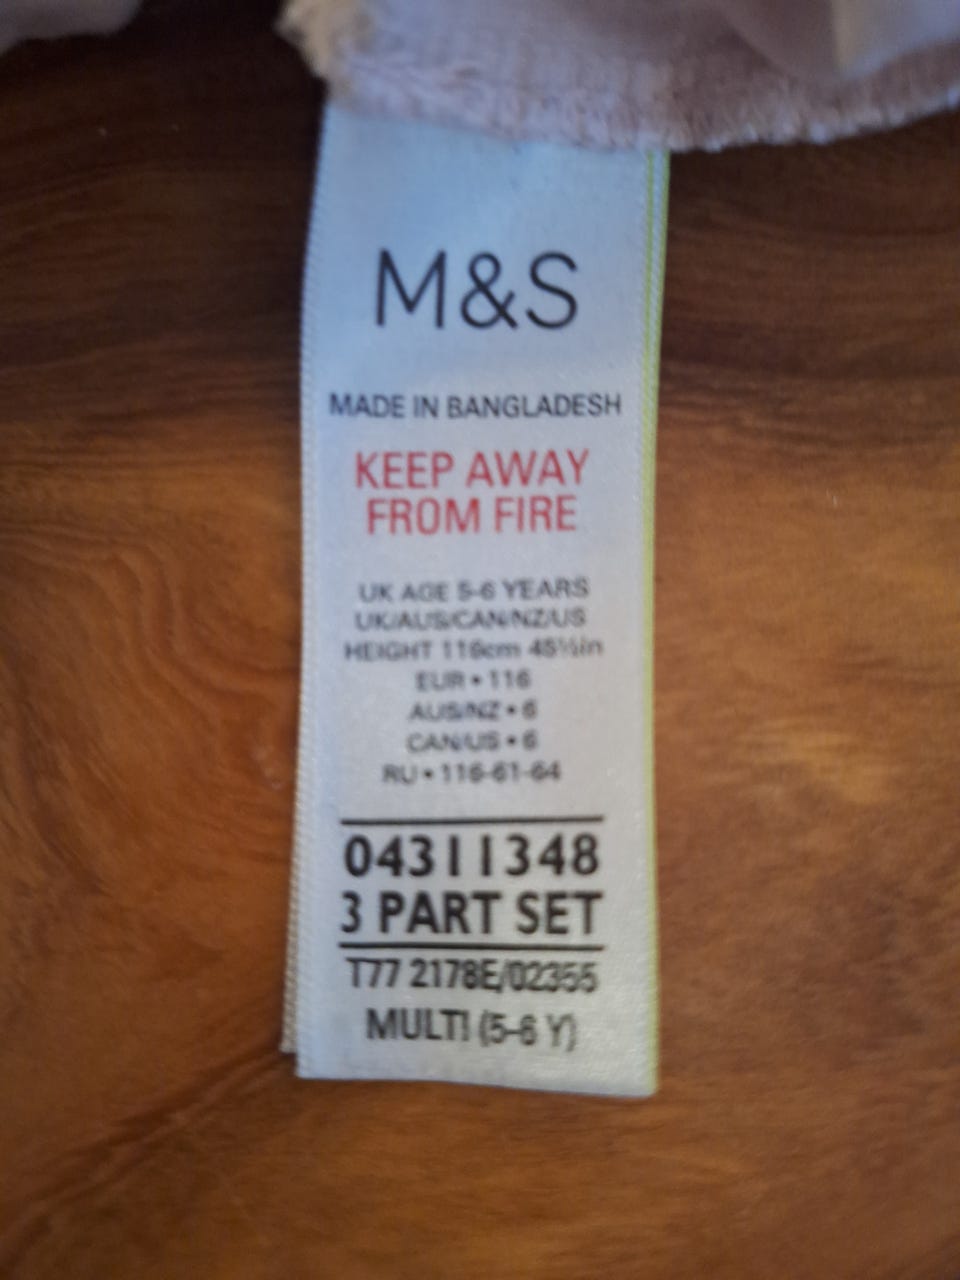 M&S
MADE IN BANGLADESH
KEEP AWAY
FROM FIRE
UK AGE 5-6 YEARS
UK/AUS/CAN/NZ/US
HEIGHT 116cm 45½in
EUR • 116
AUS/NZ • 6
CAN/US • 6
RU • 116-61-64
04311348
3 PART SET
T77 2178E/02355
MULTI (5-6 Y)